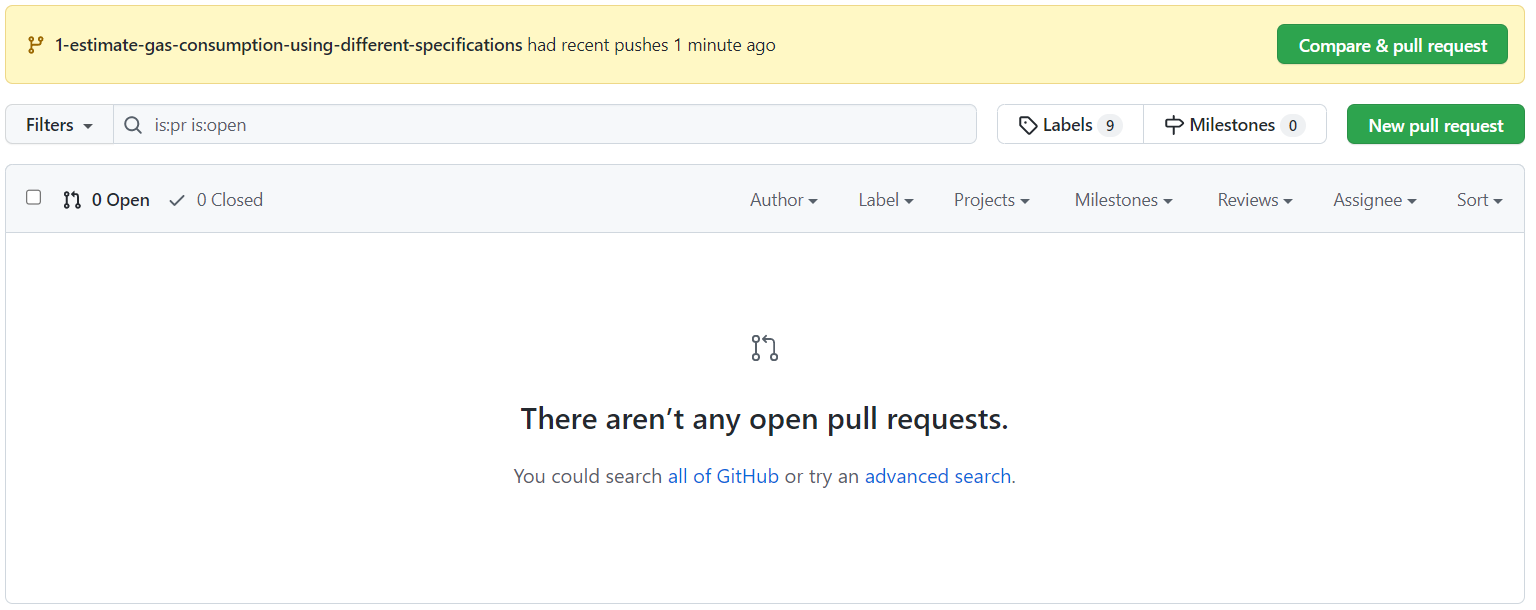 1-estimate-gas-consumption-using-different-specifications had recent pushes 1 minute ago
Compare & pull request
Filters
is:pr is:open
Labels 9
Milestones 0
New pull request
0 Open
0 Closed
Author
Label
Projects
Milestones
Reviews
Assignee
Sort
There aren’t any open pull requests.
You could search all of GitHub or try an advanced search.